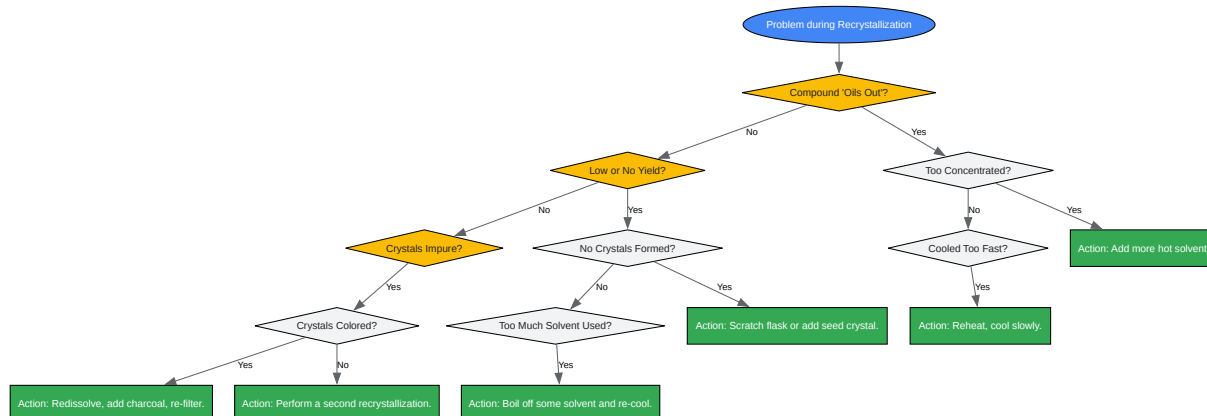 Problem during Recrystallization
Compound 'Oils Out'?
No
Yes
Low or No Yield?
Too Concentrated?
No
Yes
No
Yes
Crystals Impure?
No Crystals Formed?
Cooled Too Fast?
Action: Add more hot solvent
Yes
No
Yes
Yes
Crystals Colored?
Too Much Solvent Used?
Action: Scratch flask or add seed crystal.
Action: Reheat, cool slowly.
Yes
No
Yes
Action: Redissolve, add charcoal, re-filter.
Action: Perform a second recrystallization.
Action: Boil off some solvent and re-cool.